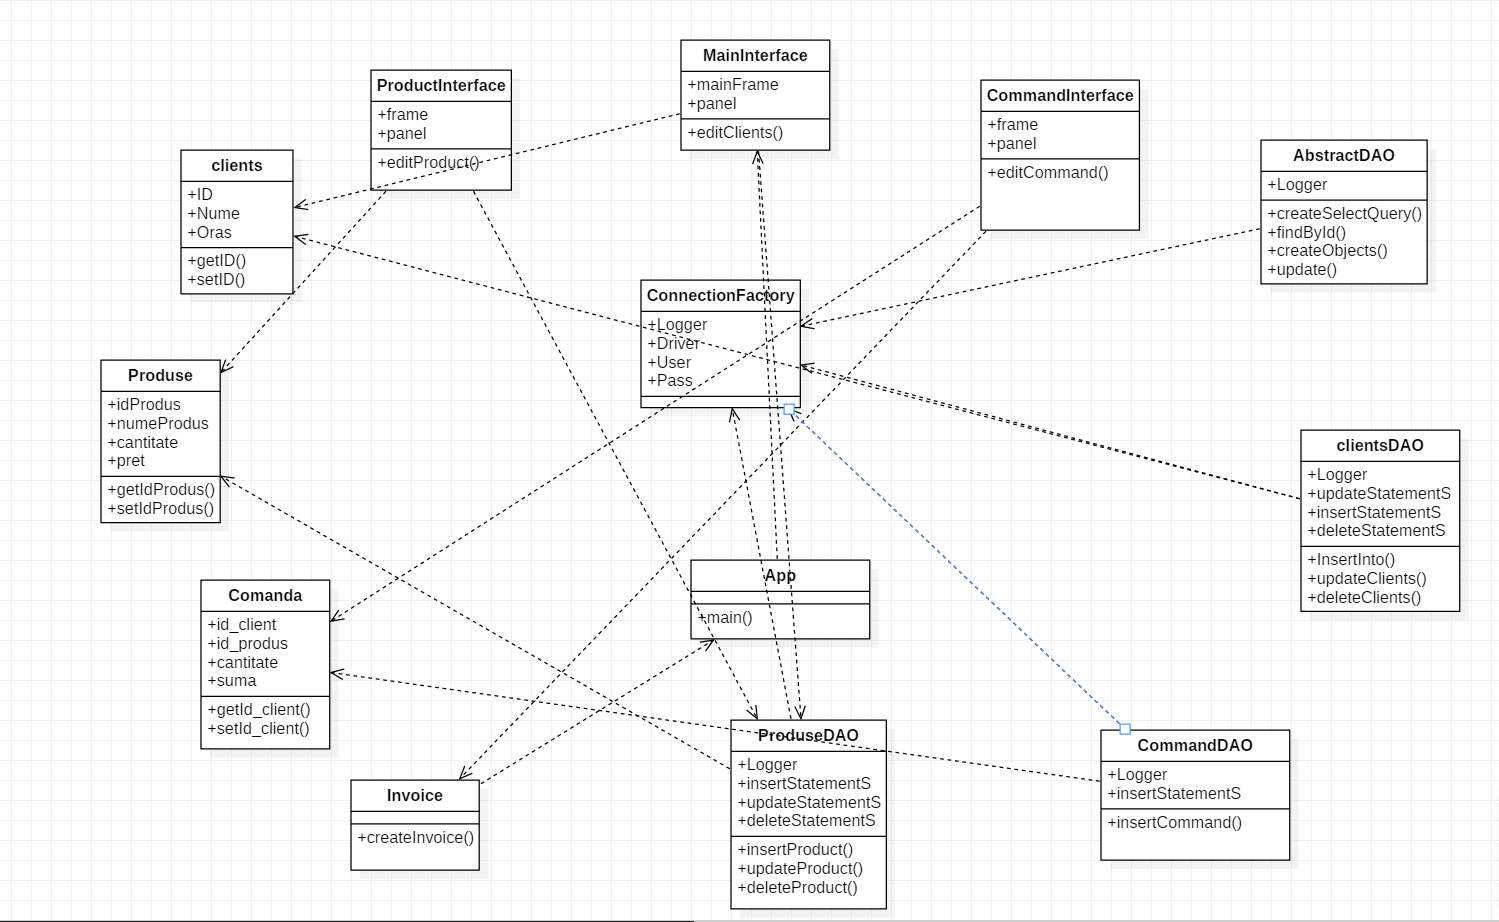 MainInterface
+mainFrame
+panel
+editClients()
ProductInterface
+frame
+panel
+editProduct()
CommandInterface
+frame
+panel
+editCommand()
clients
+ID
+Nume
+Oras
+getID()
+setID()
AbstractDAO
+Logger
+createSelectQuery()
+findById()
+createObjects()
+update()
ConnectionFactory
+Logger
+Driver
+User
+Pass
Produse
+idProdus
+numeProdus
+cantitate
+pret
+getIdProdus()
+setIdProdus()
clientsDAO
+Logger
+updateStatementS
+insertStatementS
+deleteStatementS
+InsertInto()
+updateClients()
+deleteClients()
App
+main()
Comanda
+id_client
+id_produs
+cantitate
+suma
+getId_client()
+setId_client()
ProduseDAO
+Logger
+insertStatementS
+updateStatementS
+deleteStatementS
+insertProduct()
+updateProduct()
+deleteProduct()
CommandDAO
+Logger
+insertStatementS
+insertCommand()
Invoice
+createInvoice()